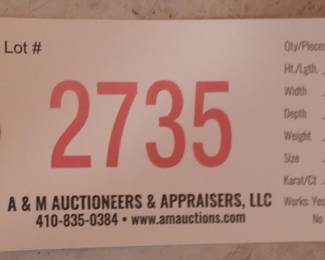 Lot #
2735
A & M AUCTIONEERS & APPRAISERS, LLC
410-835-0384 • www.amauctions.com
Qty/Pieces
Ht./Lgth.
Width
Depth
Weight
Size
Karat/Ct
Works: Yes
No